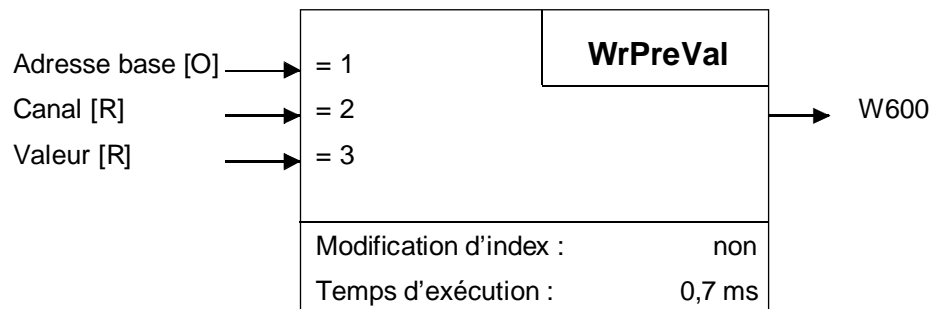 WrPreVal
Adresse base [O] = 1
Canal [R] = 2 W600
Valeur [R] = 3
Modification d'index : non
Temps d'exécution : 0,7 ms